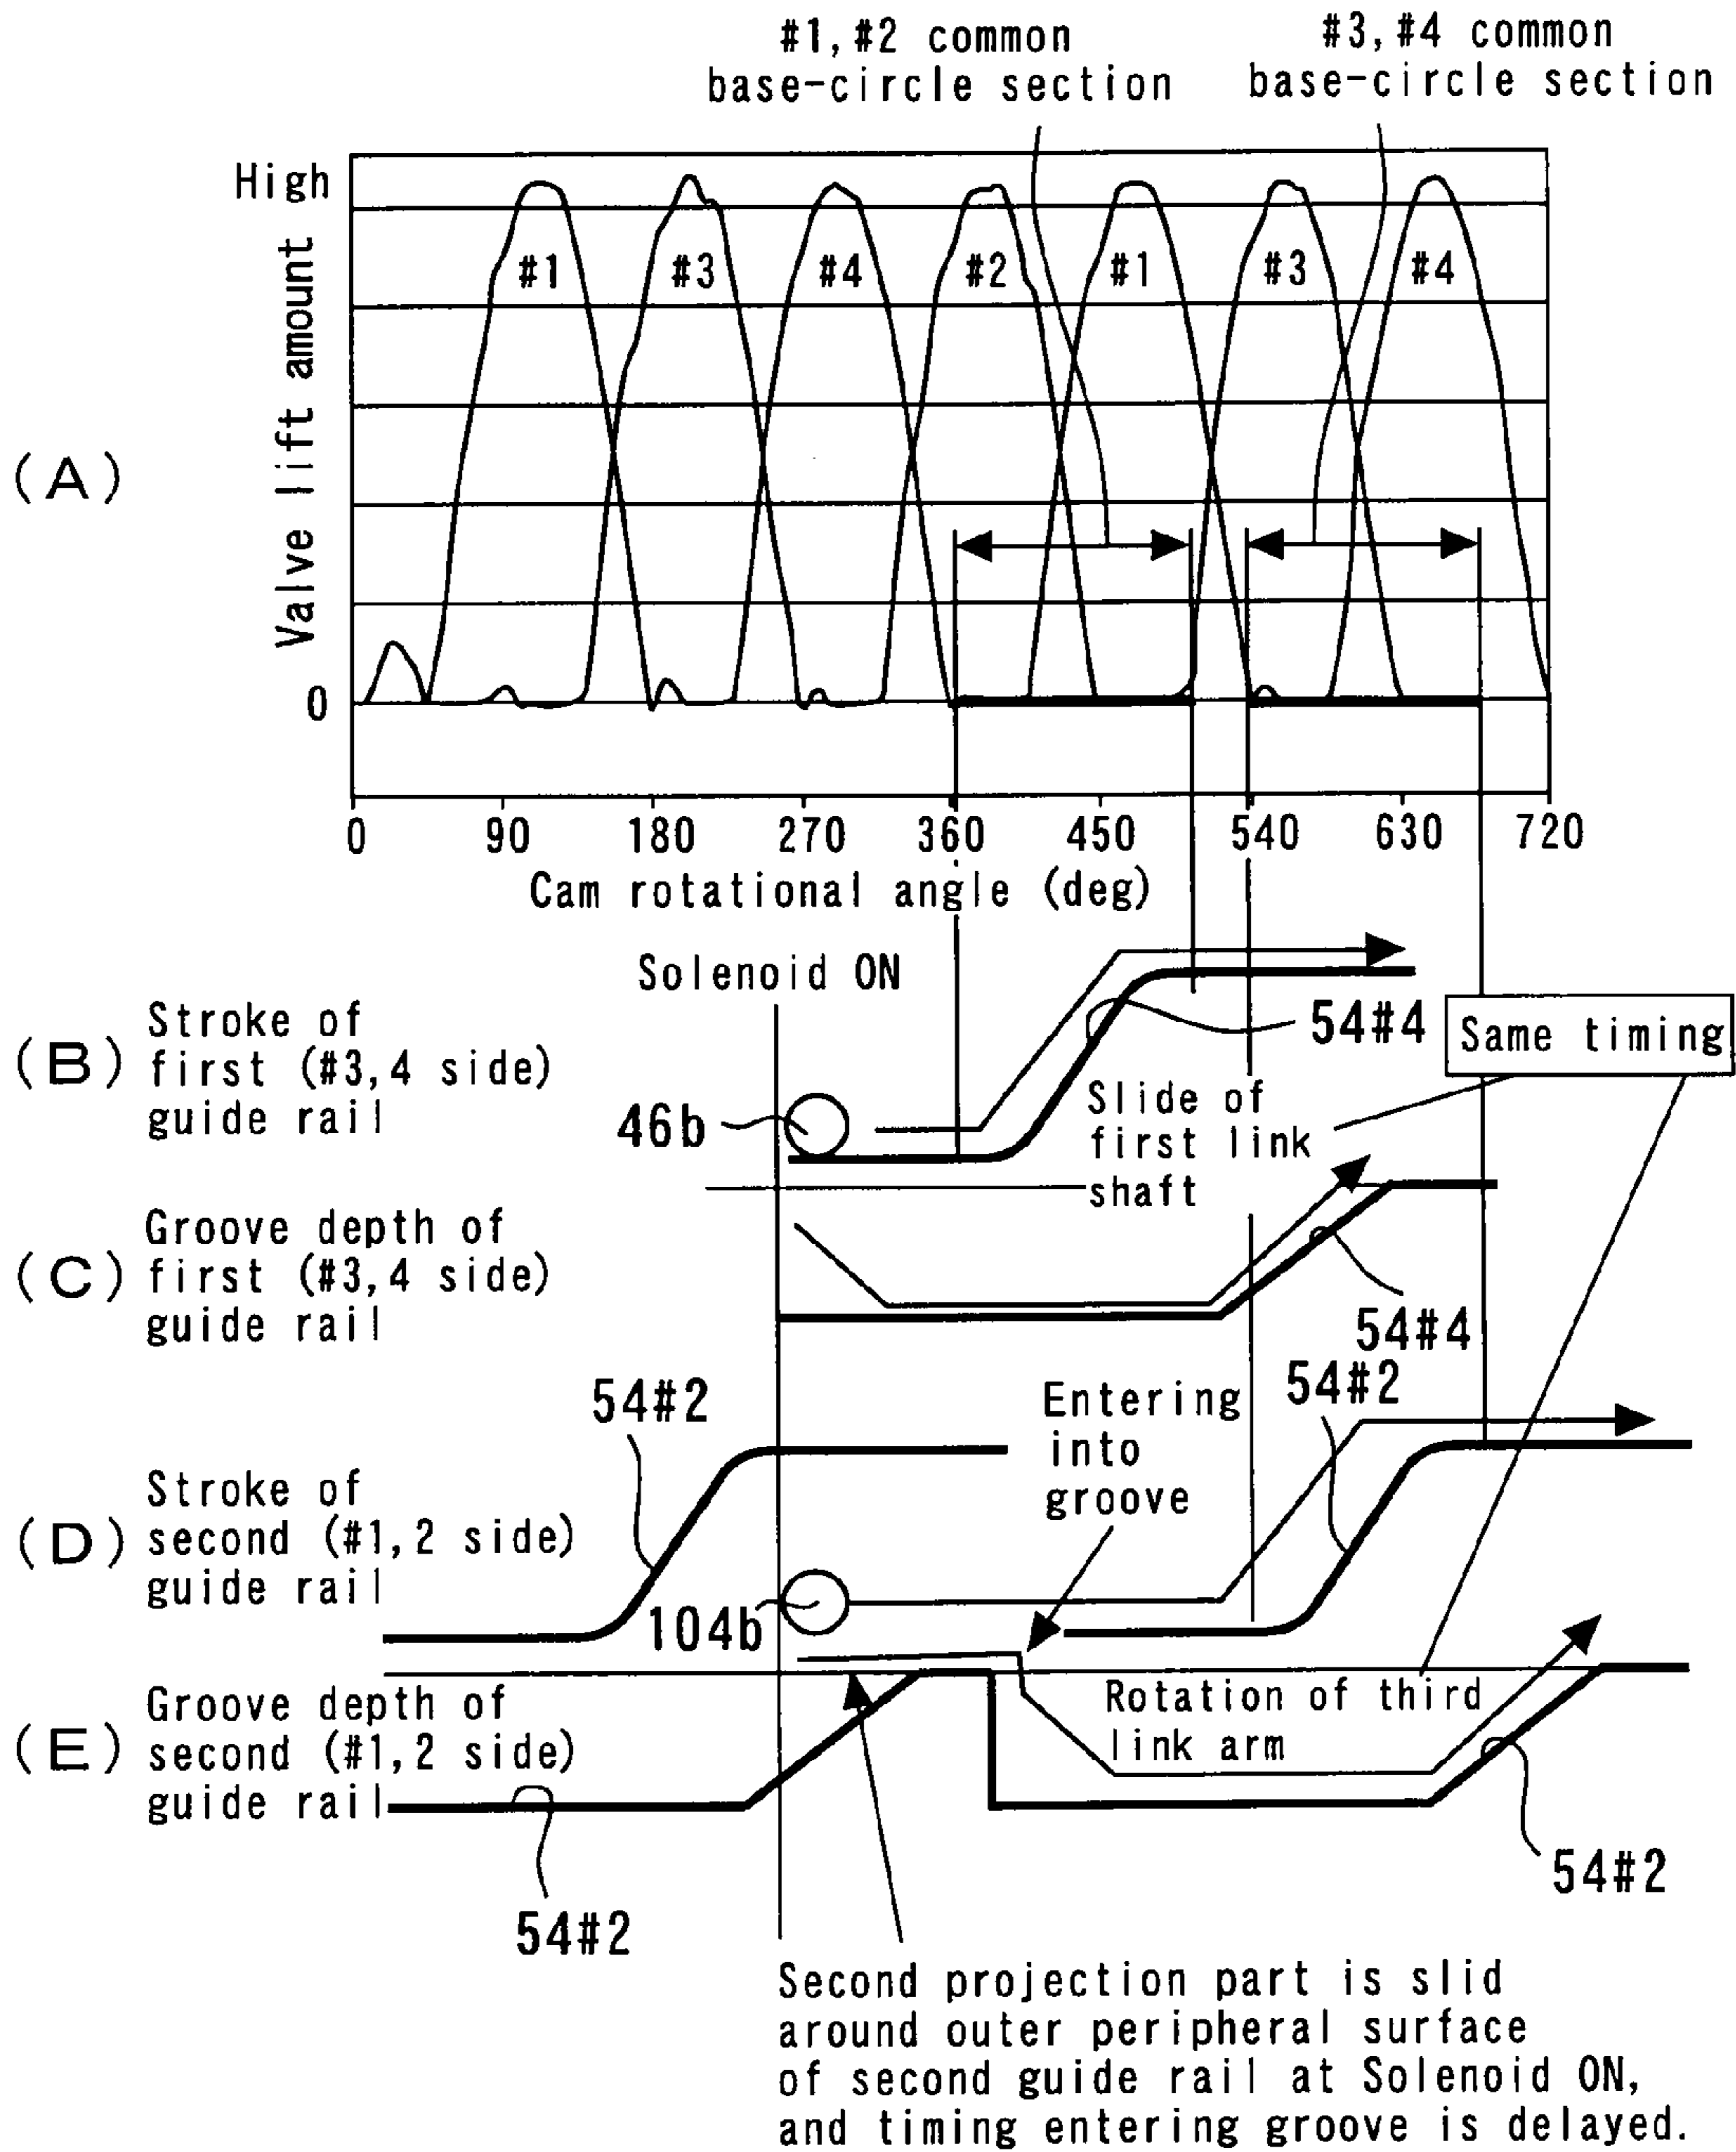 #1,#2 common
base-circle section
#3,#4 common
base-circle section
High
Valve lift amount
0
#1
#3
#4
#2
#1
#3
#4
(A)
0 90 180 270 360 450 540 630 720
Cam rotational angle (deg)
Solenoid ON
(B) Stroke of
first (#3,4 side)
guide rail
46b
54#4
Same timing
Slide of
first link
shaft
(C) Groove depth of
first (#3,4 side)
guide rail
54#4
54#2
Entering
into
groove
54#2
(D) Stroke of
second (#1,2 side)
guide rail
104b
(E) Groove depth of
second (#1,2 side)
guide rail
Rotation of third
link arm
54#2
54#2
Second projection part is slid
around outer peripheral surface
of second guide rail at Solenoid ON,
and timing entering groove is delayed.